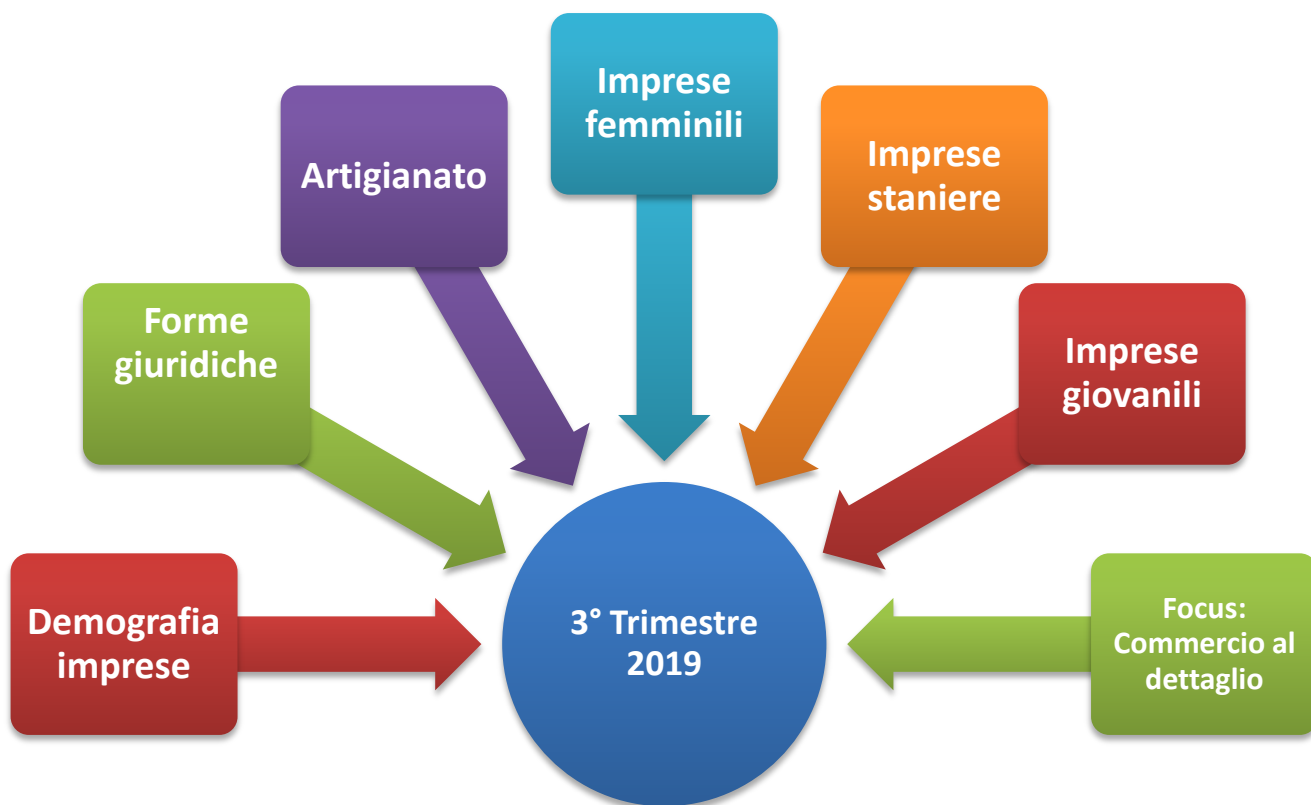 Imprese
femminili
Artigianato
Imprese
staniere
Forme
giuridiche
Imprese
giovanili
Demografia
imprese
3° Trimestre
2019
Focus:
Commercio al
dettaglio